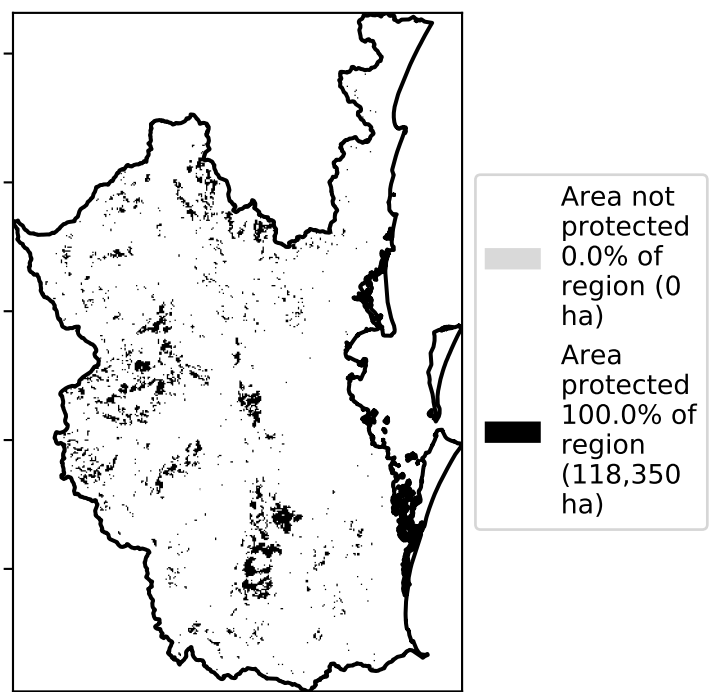 Area not
protected
0.0% of
region (0
ha)
Area
protected
100.0% of
region
(118,350
ha)